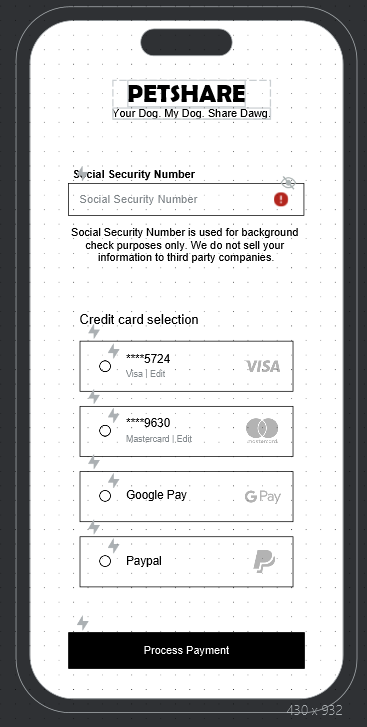 PETSHARE
Your Dog. My Dog. Share Dawg.
Social Security Number
Social Security Number
!
Social Security Number is used for background
check purposes only. We do not sell your
information to third party companies.
Credit card selection
****5724
Visa | Edit
VISA
****9630
Mastercard | Edit
mastercard
Google Pay
G Pay
Paypal
Process Payment
430 x 932